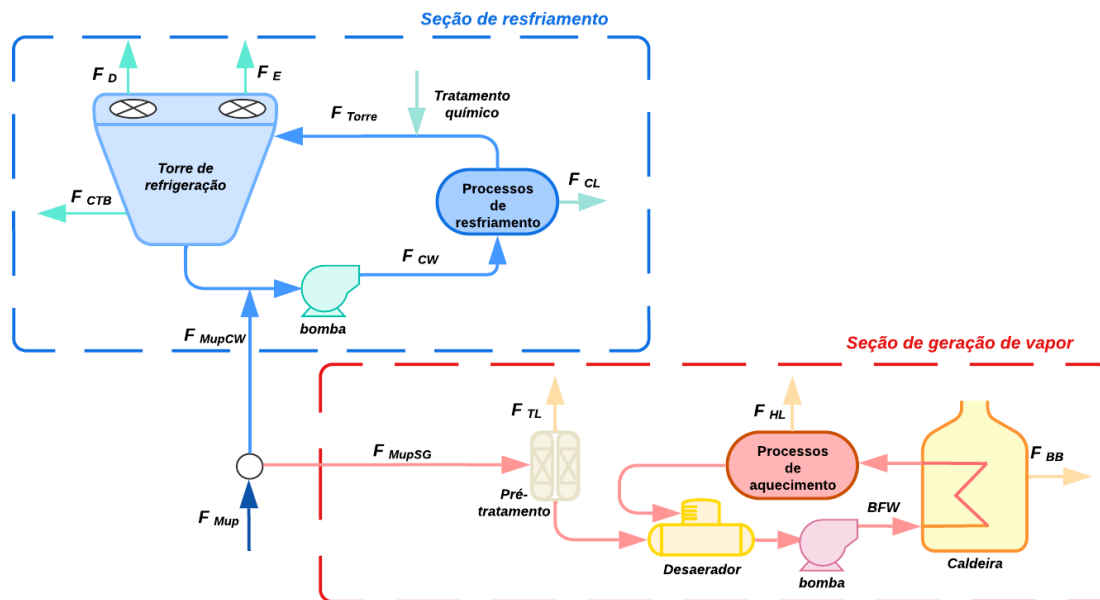 Seção de resfriamento
F D
F E
F Torre
Tratamento
químico
Torre de
refrigeração
Processos
de
resfriamento
F CL
F CTB
F CW
bomba
F MupCW
Seção de geração de vapor
F TL
F HL
F MupSG
Processos
de
aquecimento
F BB
Pré-
tratamento
BFW
F Mup
Desaerador
bomba
Caldeira